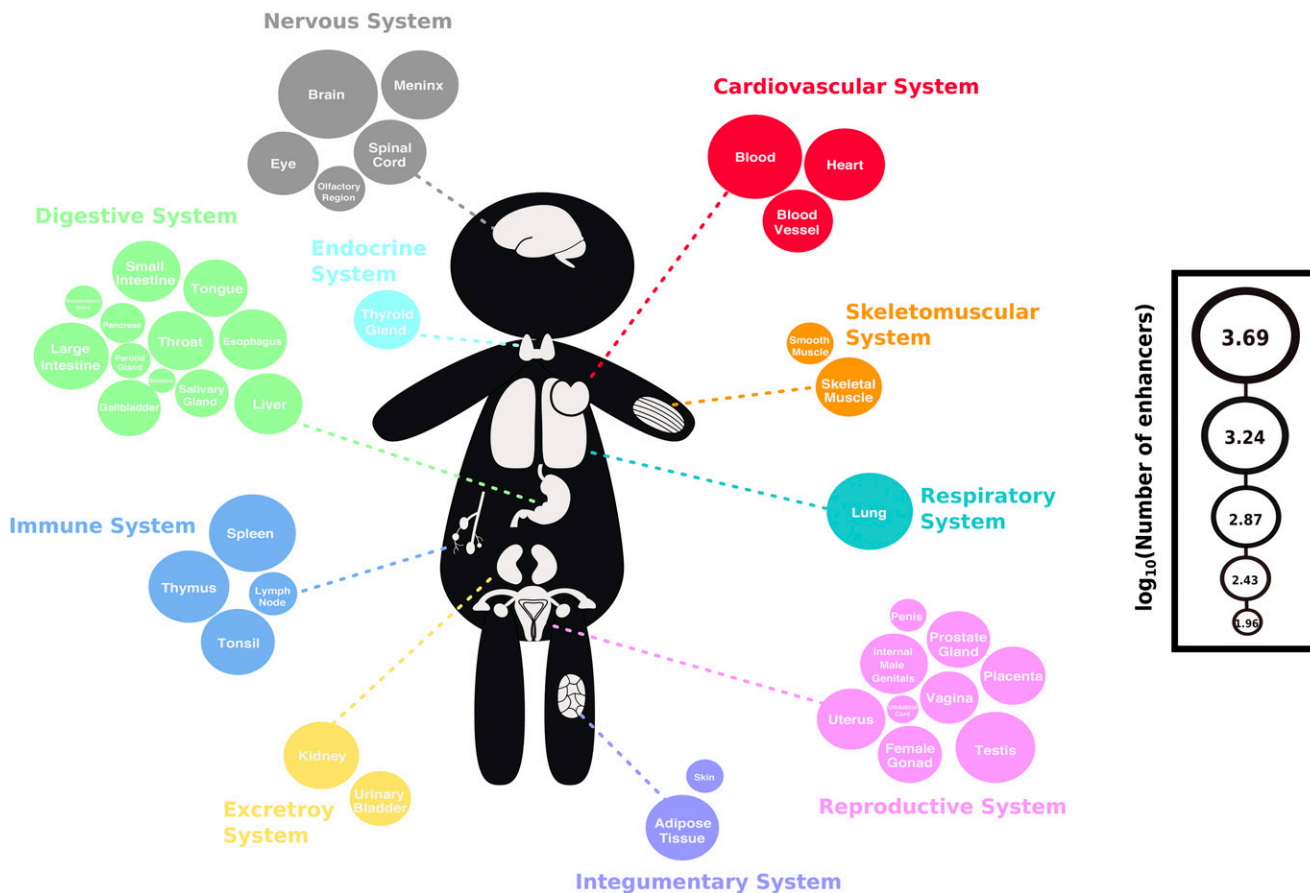 Nervous System
Brain
Meninx
Eye
Spinal
Cord
Olfactory
Region
Cardiovascular System
Blood
Heart
Blood
Vessel
Digestive System
Small
Intestine
Tongue
Pancreas
Large
Intestine
Throat
Esophagus
Parotid
Gland
Salivary
Gland
Gallbladder
Liver
Endocrine
System
Thyroid
Gland
Skeletomuscular
System
Smooth
Muscle
Skeletal
Muscle
Respiratory
System
Lung
Immune System
Spleen
Thymus
Lymph
Node
Tonsil
Penis
Prostate
Gland
Internal
Male
Genitals
Placenta
Vagina
Uterus
Umbilical
Cord
Female
Gonad
Testis
Reproductive System
Kidney
Urinary
Bladder
Excretroy
System
Skin
Adipose
Tissue
Integumentary System
log₁₀(Number of enhancers)
3.69
3.24
2.87
2.43
1.96